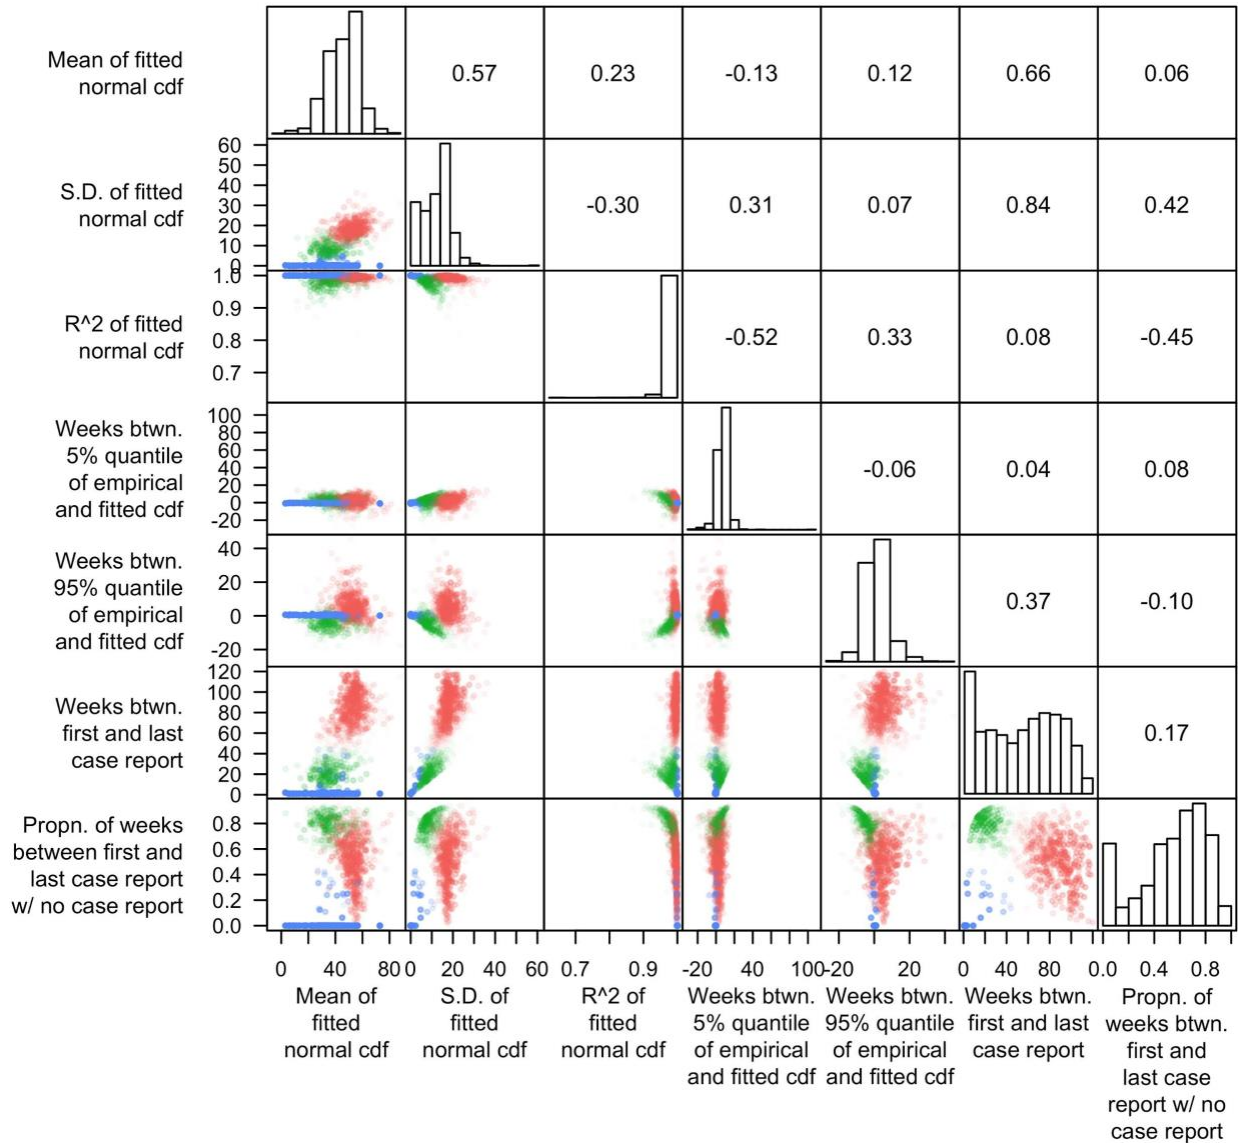 Mean of fitted
normal cdf
0.57 0.23 -0.13 0.12 0.66 0.06
60
50
40
30
20
10
0
S.D. of fitted
normal cdf
-0.30 0.31 0.07 0.84 0.42
1.0
0.9
0.8
0.7
R^2 of fitted
normal cdf
-0.52 0.33 0.08 -0.45
100
80
60
40
20
0
-20
Weeks btwn.
5% quantile
of empirical
and fitted cdf
-0.06 0.04 0.08
40
20
0
-20
Weeks btwn.
95% quantile
of empirical
and fitted cdf
0.37 -0.10
120
100
80
60
40
20
0
Weeks btwn.
first and last
case report
0.17
0.8
0.6
0.4
0.2
0.0
Propn. of weeks
between first and
last case report
w/ no case report
0 40 80 0 20 40 60 0.7 0.9 -20 40 100 -20 20 0 40 80 0.0 0.4 0.8
Mean of
fitted
normal cdf
S.D. of
fitted
normal cdf
R^2 of
fitted
normal cdf
Weeks btwn.
5% quantile
of empirical
and fitted cdf
Weeks btwn.
95% quantile
of empirical
and fitted cdf
Weeks btwn.
first and last
case report
Propn. of
weeks btwn.
first and
last case
report w/ no
case report